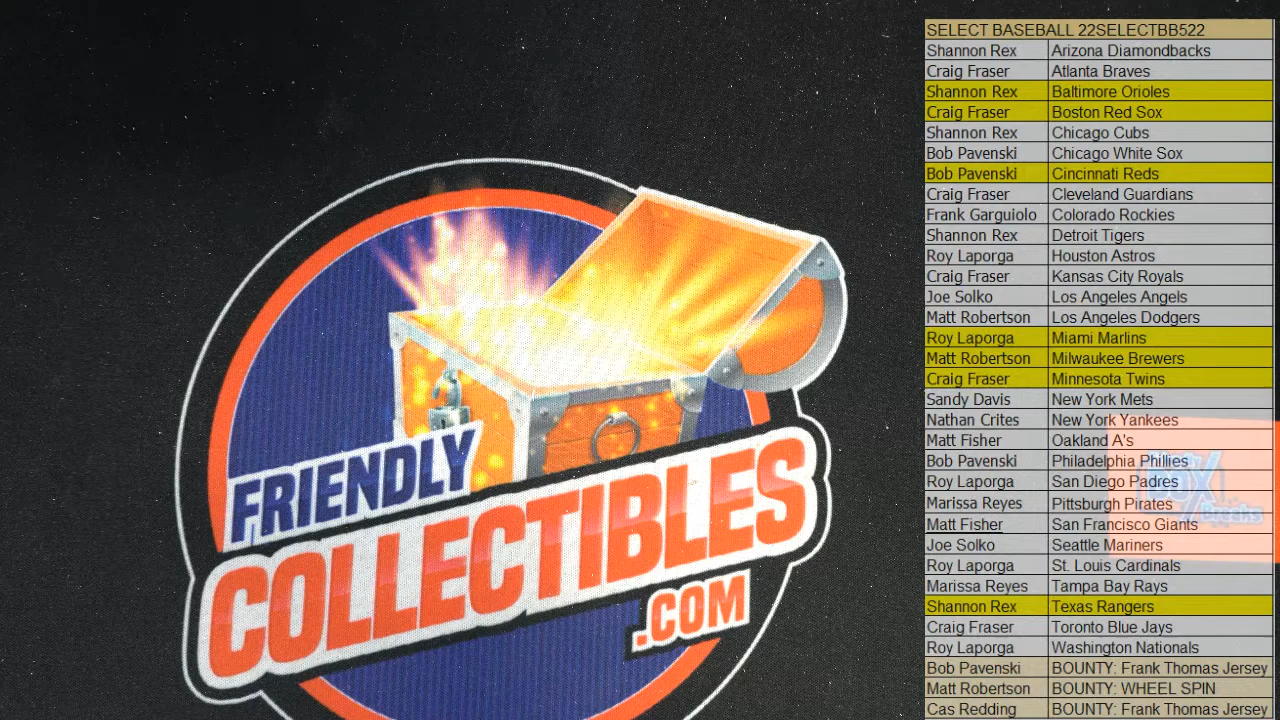 FRIENDLY
COLLECTIBLES
.COM
SELECT BASEBALL 22SELECTBB522
Shannon Rex Arizona Diamondbacks
Craig Fraser Atlanta Braves
Shannon Rex Baltimore Orioles
Craig Fraser Boston Red Sox
Shannon Rex Chicago Cubs
Bob Pavenski Chicago White Sox
Bob Pavenski Cincinnati Reds
Craig Fraser Cleveland Guardians
Frank Garguiolo Colorado Rockies
Shannon Rex Detroit Tigers
Roy Laporga Houston Astros
Craig Fraser Kansas City Royals
Joe Solko Los Angeles Angels
Matt Robertson Los Angeles Dodgers
Roy Laporga Miami Marlins
Matt Robertson Milwaukee Brewers
Craig Fraser Minnesota Twins
Sandy Davis New York Mets
Nathan Crites New York Yankees
Matt Fisher Oakland A's
Bob Pavenski Philadelphia Phillies
Roy Laporga San Diego Padres
Marissa Reyes Pittsburgh Pirates
Matt Fisher San Francisco Giants
Joe Solko Seattle Mariners
Roy Laporga St. Louis Cardinals
Marissa Reyes Tampa Bay Rays
Shannon Rex Texas Rangers
Craig Fraser Toronto Blue Jays
Roy Laporga Washington Nationals
Bob Pavenski BOUNTY: Frank Thomas Jersey
Matt Robertson BOUNTY: WHEEL SPIN
Cas Redding BOUNTY: Frank Thomas Jersey
BOX
Breaks